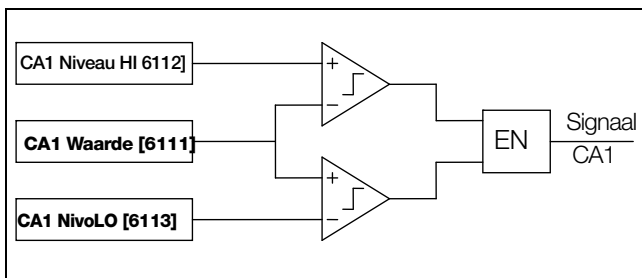 CA1 Niveau HI 6112]
+
−
CA1 Waarde [6111]
EN
Signaal
CA1
+
−
CA1 NivoLO [6113]